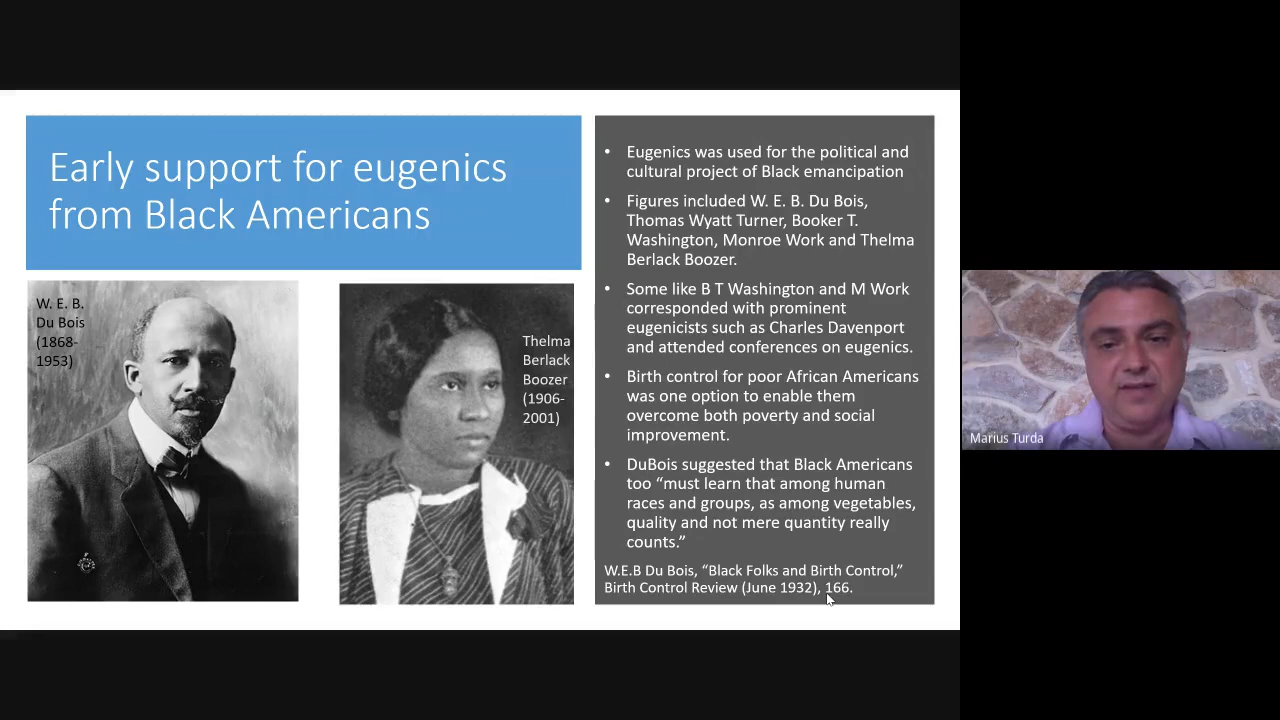 Early support for eugenics
from Black Americans
W. E. B.
Du Bois
(1868-
1953)
Thelma
Berlack
Boozer
(1906-
2001)
• Eugenics was used for the political and
cultural project of Black emancipation
• Figures included W. E. B. Du Bois,
Thomas Wyatt Turner, Booker T.
Washington, Monroe Work and Thelma
Berlack Boozer.
• Some like B T Washington and M Work
corresponded with prominent
eugenicists such as Charles Davenport
and attended conferences on eugenics.
• Birth control for poor African Americans
was one option to enable them
overcome both poverty and social
improvement.
• DuBois suggested that Black Americans
too “must learn that among human
races and groups, as among vegetables,
quality and not mere quantity really
counts.”
W.E.B Du Bois, “Black Folks and Birth Control,”
Birth Control Review (June 1932), 166.
Marius Turda